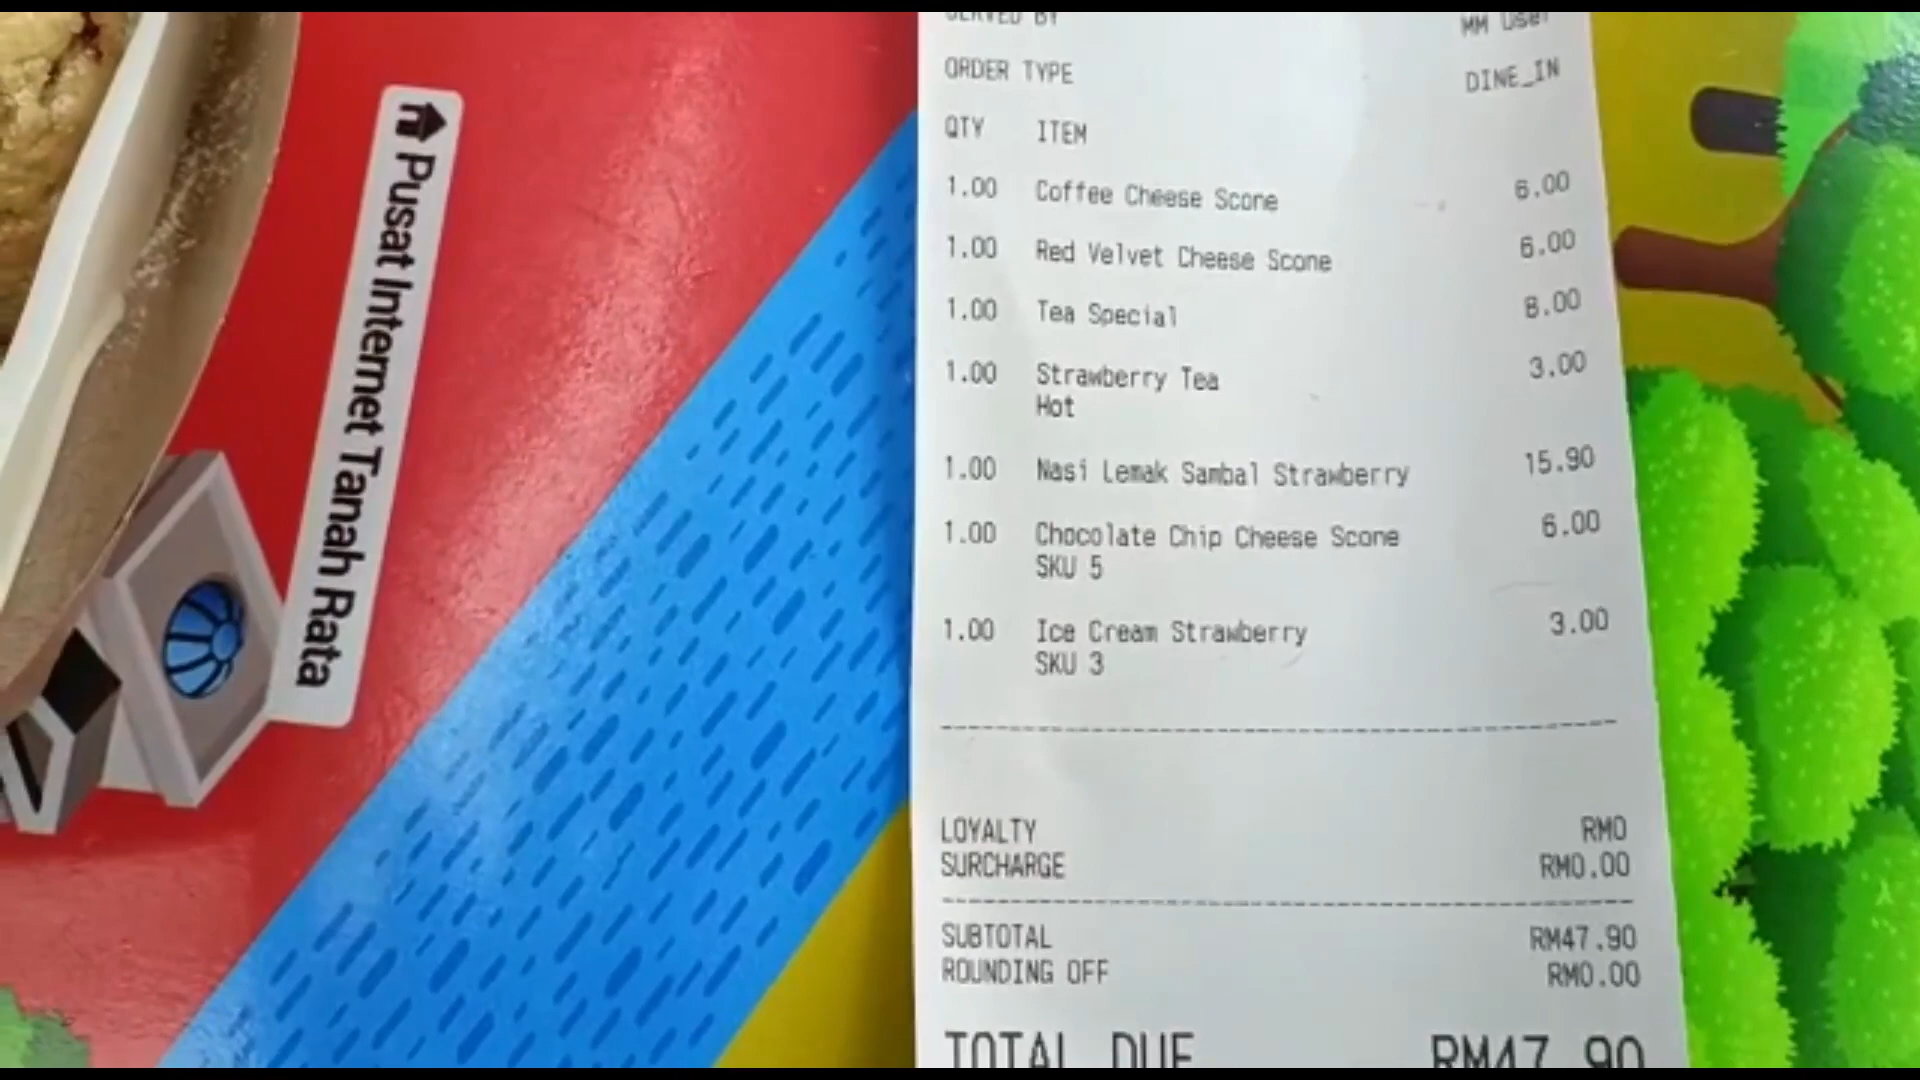 Pusat Internet Tanah Rata
SERVED BY MM User
ORDER TYPE DINE_IN
QTY ITEM
1.00 Coffee Cheese Scone 6.00
1.00 Red Velvet Cheese Scone 6.00
1.00 Tea Special 8.00
1.00 Strawberry Tea 3.00
Hot
1.00 Nasi Lemak Sambal Strawberry 15.90
1.00 Chocolate Chip Cheese Scone 6.00
SKU 5
1.00 Ice Cream Strawberry 3.00
SKU 3
LOYALTY RM0
SURCHARGE RM0.00
SUBTOTAL RM47.90
ROUNDING OFF RM0.00
TOTAL DUE RM47.90